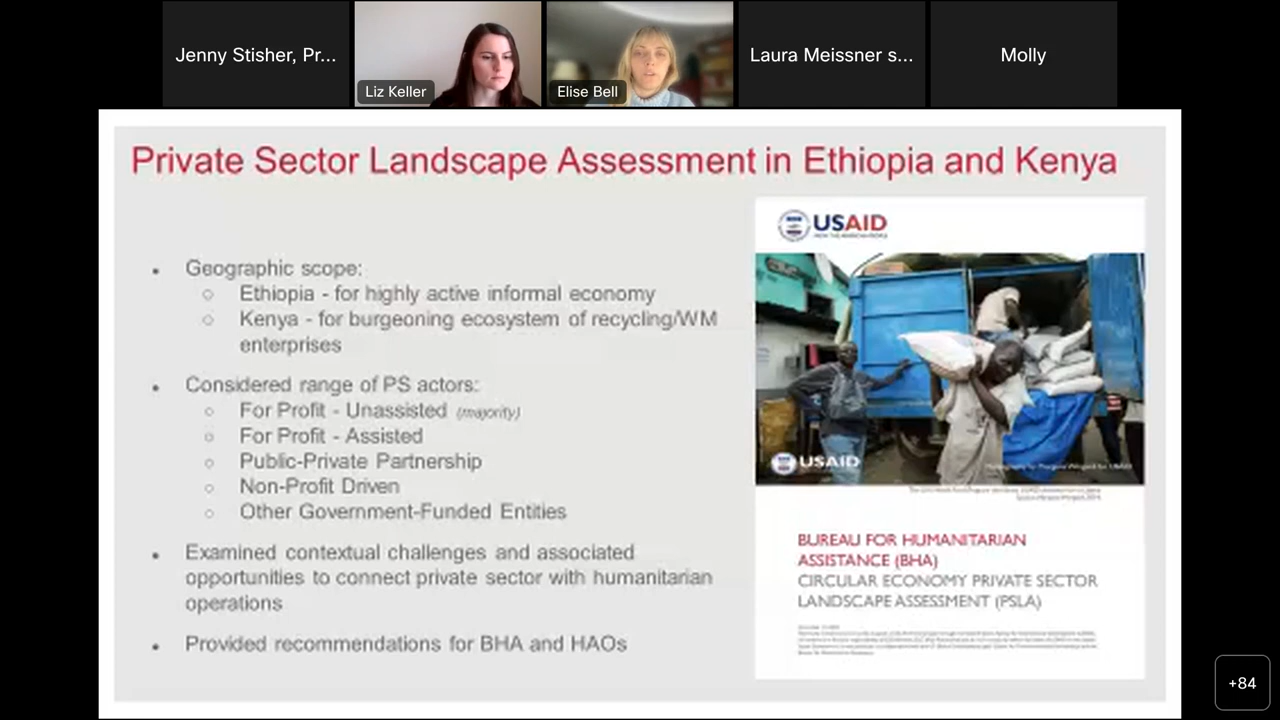 Jenny Stisher, Pr...
Liz Keller
Elise Bell
Laura Meissner s...
Molly
Private Sector Landscape Assessment in Ethiopia and Kenya
• Geographic scope:
○ Ethiopia - for highly active informal economy
○ Kenya - for burgeoning ecosystem of recycling/WM
enterprises
• Considered range of PS actors:
○ For Profit - Unassisted (majority)
○ For Profit - Assisted
○ Public-Private Partnership
○ Non-Profit Driven
○ Other Government-Funded Entities
• Examined contextual challenges and associated
opportunities to connect private sector with humanitarian
operations
• Provided recommendations for BHA and HAOs
USAID
FROM THE AMERICAN PEOPLE
USAID
BUREAU FOR HUMANITARIAN
ASSISTANCE (BHA)
CIRCULAR ECONOMY PRIVATE SECTOR
LANDSCAPE ASSESSMENT (PSLA)
+84